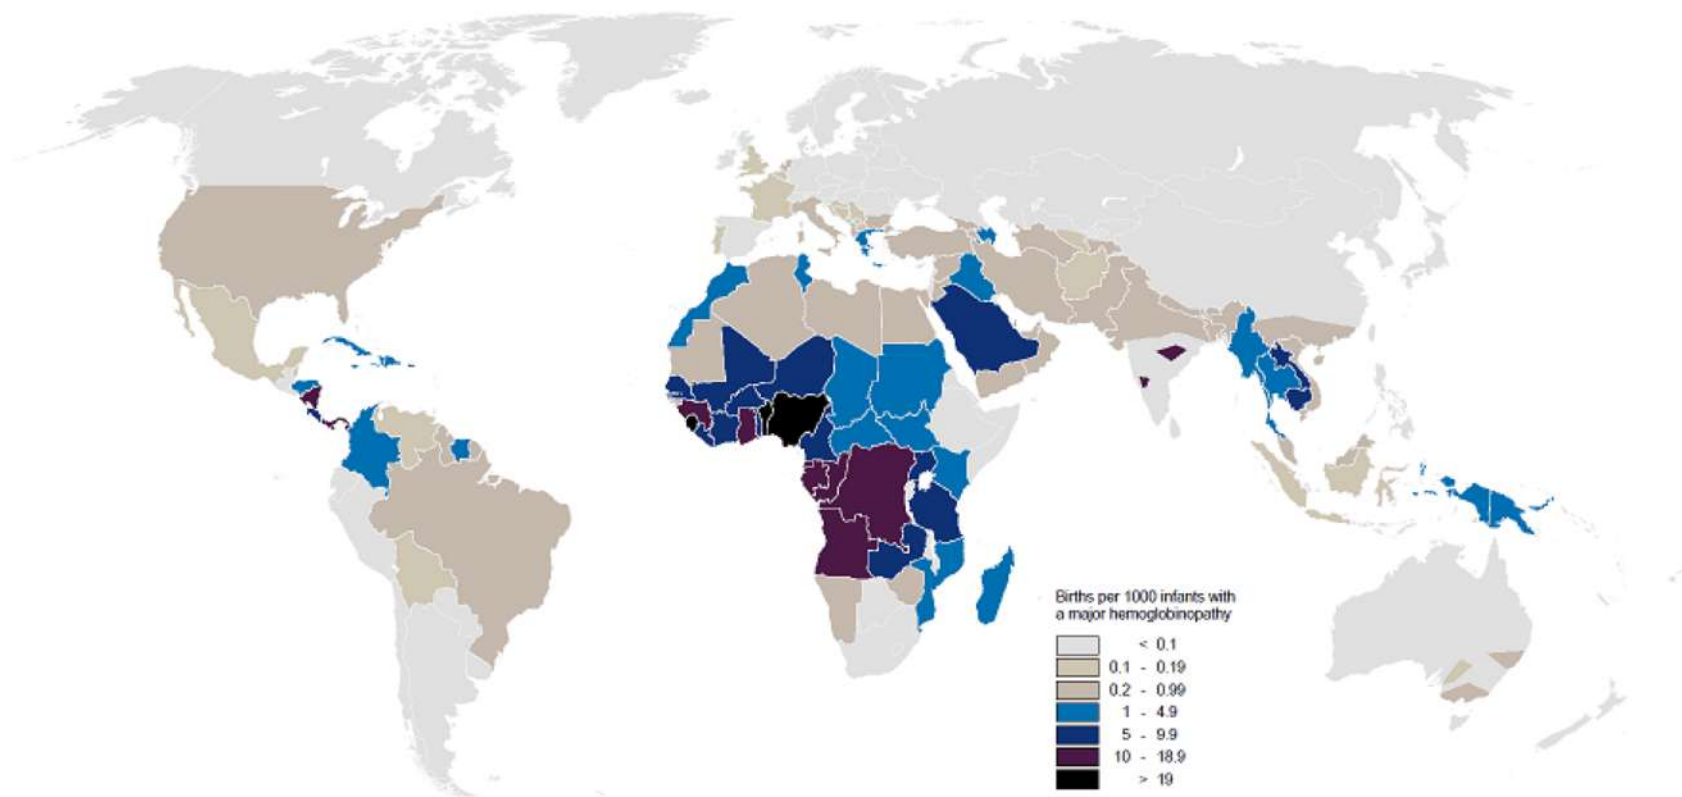 Births per 1000 infants with
a major hemoglobinopathy
< 0.1
0.1 - 0.19
0.2 - 0.99
1 - 4.9
5 - 9.9
10 - 18.9
> 19